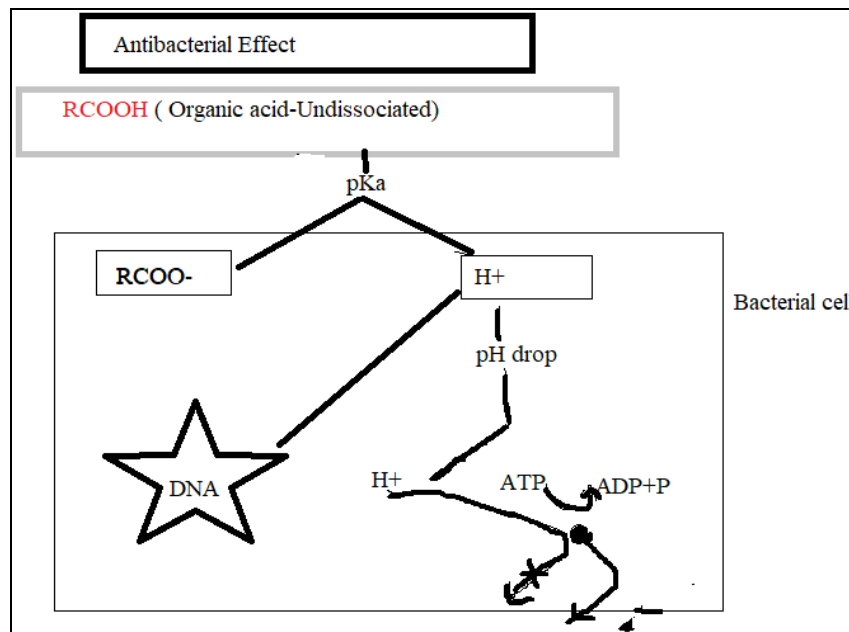 Antibacterial Effect
RCOOH ( Organic acid-Undissociated)
pKa
RCOO-
H+
Bacterial cel
pH drop
DNA
H+
ATP
ADP+P